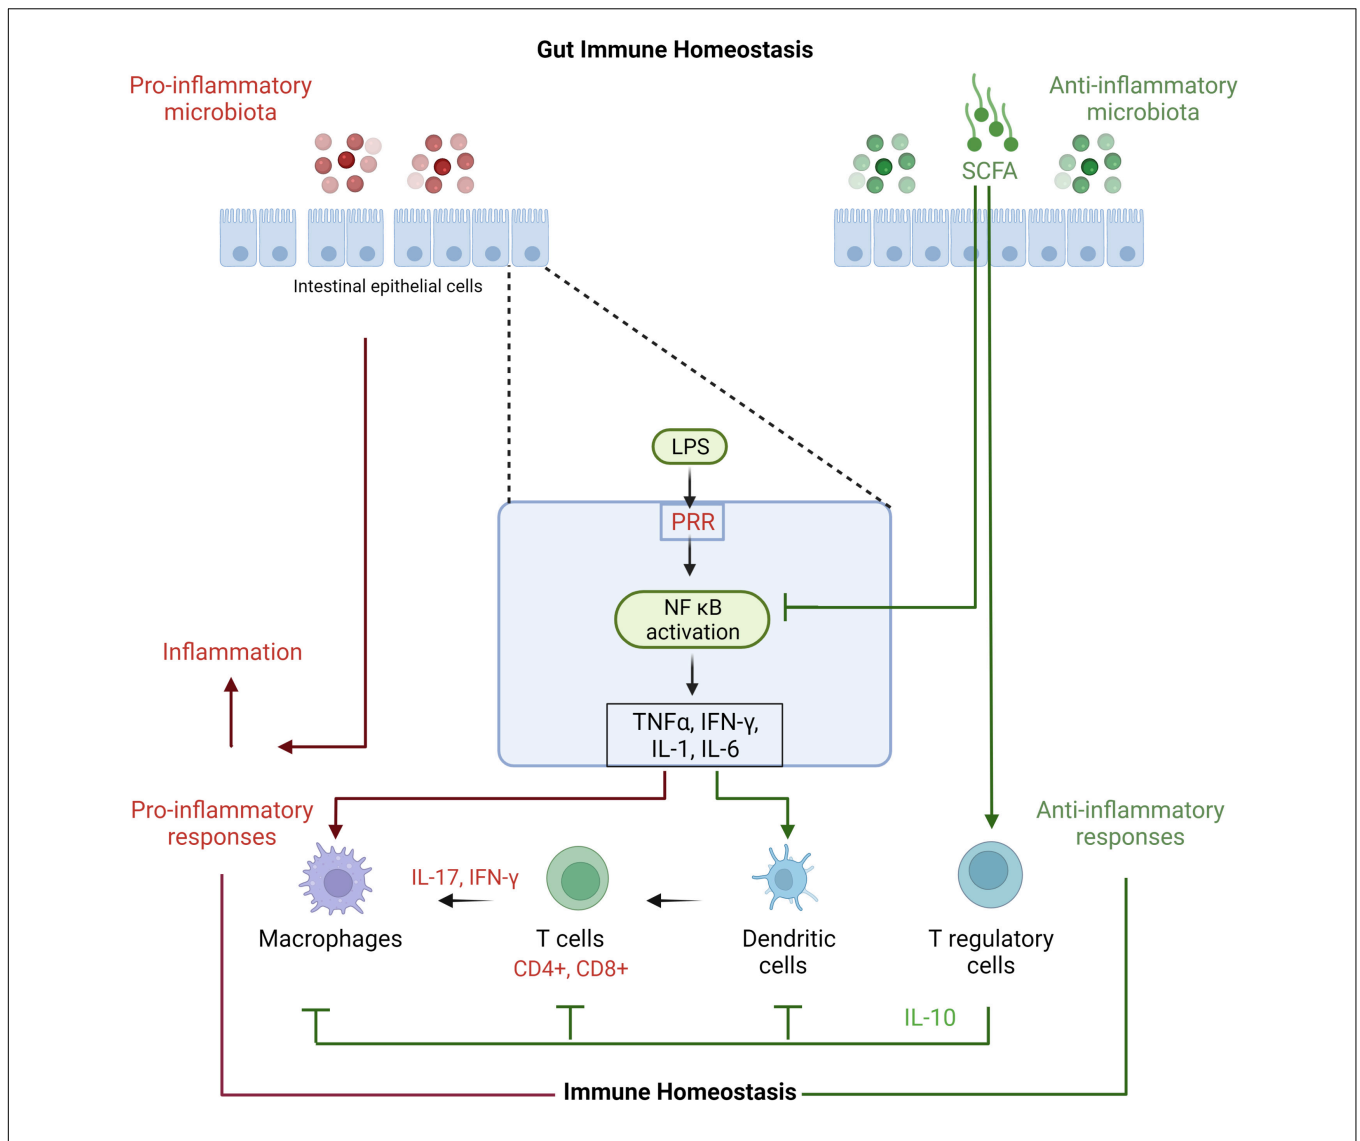 Gut Immune Homeostasis
Pro-inflammatory
microbiota
Anti-inflammatory
microbiota
SCFA
Intestinal epithelial cells
LPS
PRR
NF κB
activation
TNFα, IFN-γ,
IL-1, IL-6
Inflammation
Pro-inflammatory
responses
Anti-inflammatory
responses
IL-17, IFN-γ
Macrophages
T cells
CD4+, CD8+
Dendritic
cells
T regulatory
cells
IL-10
Immune Homeostasis